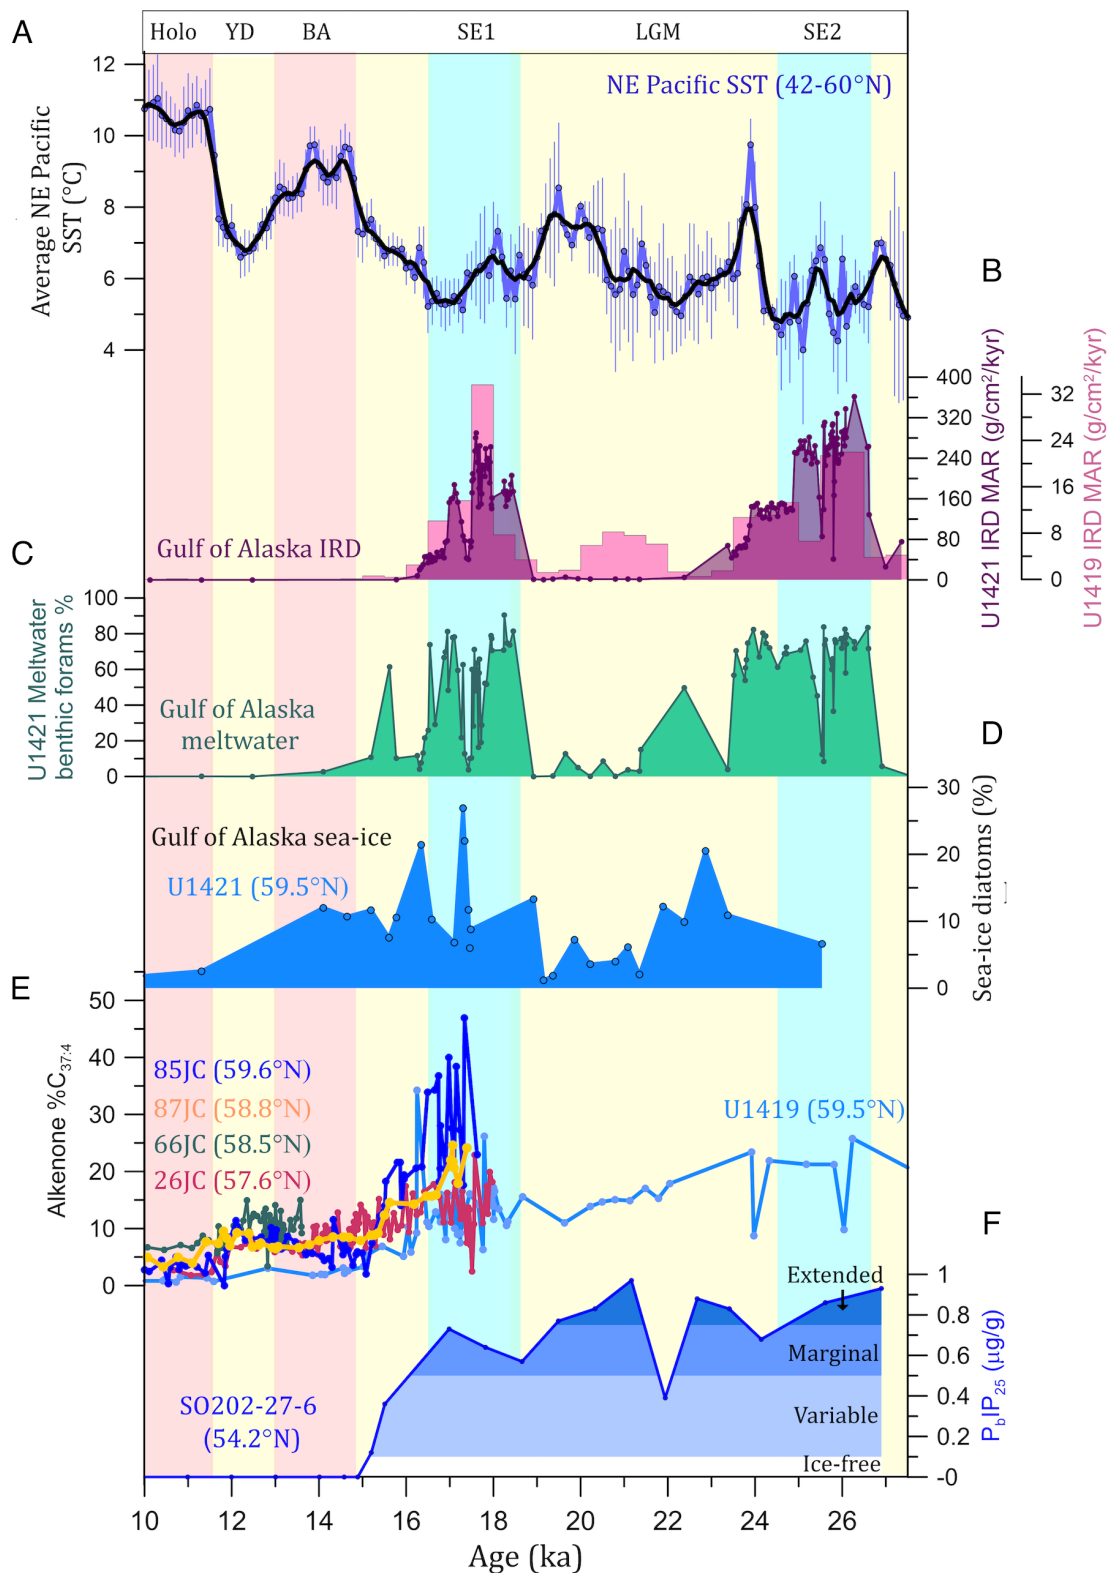 A
Holo YD BA SE1 LGM SE2
NE Pacific SST (42-60°N)
Average NE Pacific
SST (°C)
12
10
8
6
4
B
U1421 IRD MAR (g/cm²/kyr)
400
320
240
160
80
0
U1419 IRD MAR (g/cm²/kyr)
32
24
16
8
0
Gulf of Alaska IRD
C
U1421 Meltwater
benthic forams %
100
80
60
40
20
0
Gulf of Alaska
meltwater
D
Sea-ice diatoms (%)
30
20
10
0
Gulf of Alaska sea-ice
U1421 (59.5°N)
E
Alkenone %C₃₇:₄
50
40
30
20
10
0
85JC (59.6°N)
87JC (58.8°N)
66JC (58.5°N)
26JC (57.6°N)
U1419 (59.5°N)
F
PbIP₂₅ (µg/g)
1
0.8
0.6
0.4
0.2
-0
Extended
Marginal
Variable
Ice-free
SO202-27-6
(54.2°N)
10 12 14 16 18 20 22 24 26
Age (ka)